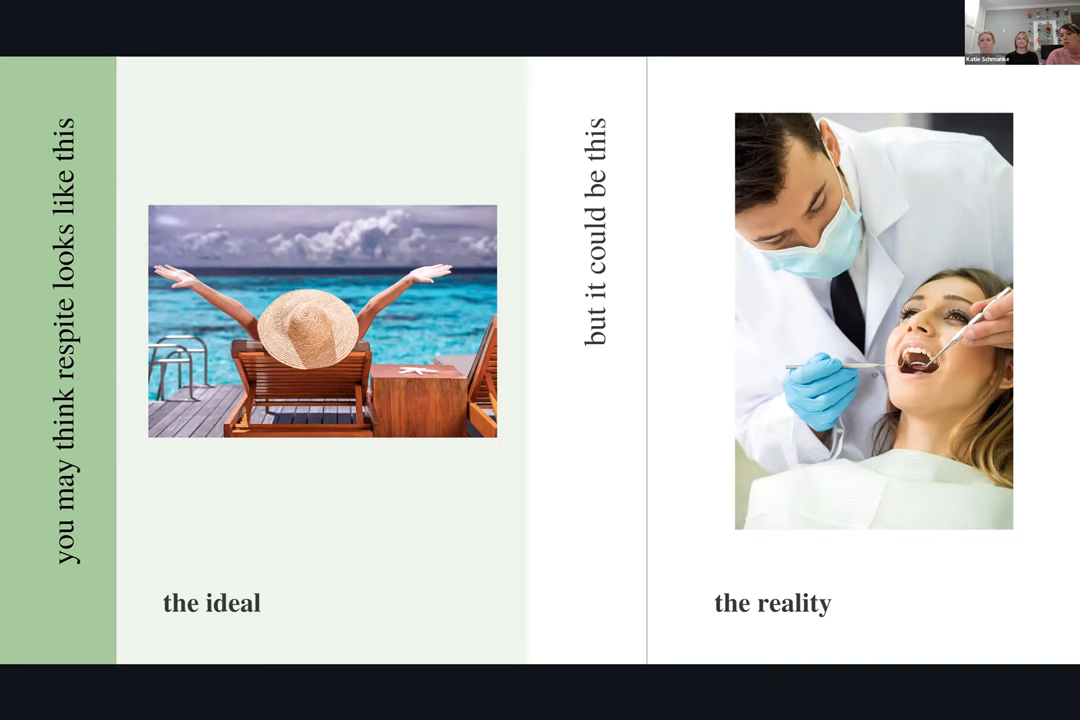 you may think respite looks like this
the ideal
but it could be this
the reality
Katie Schmanke